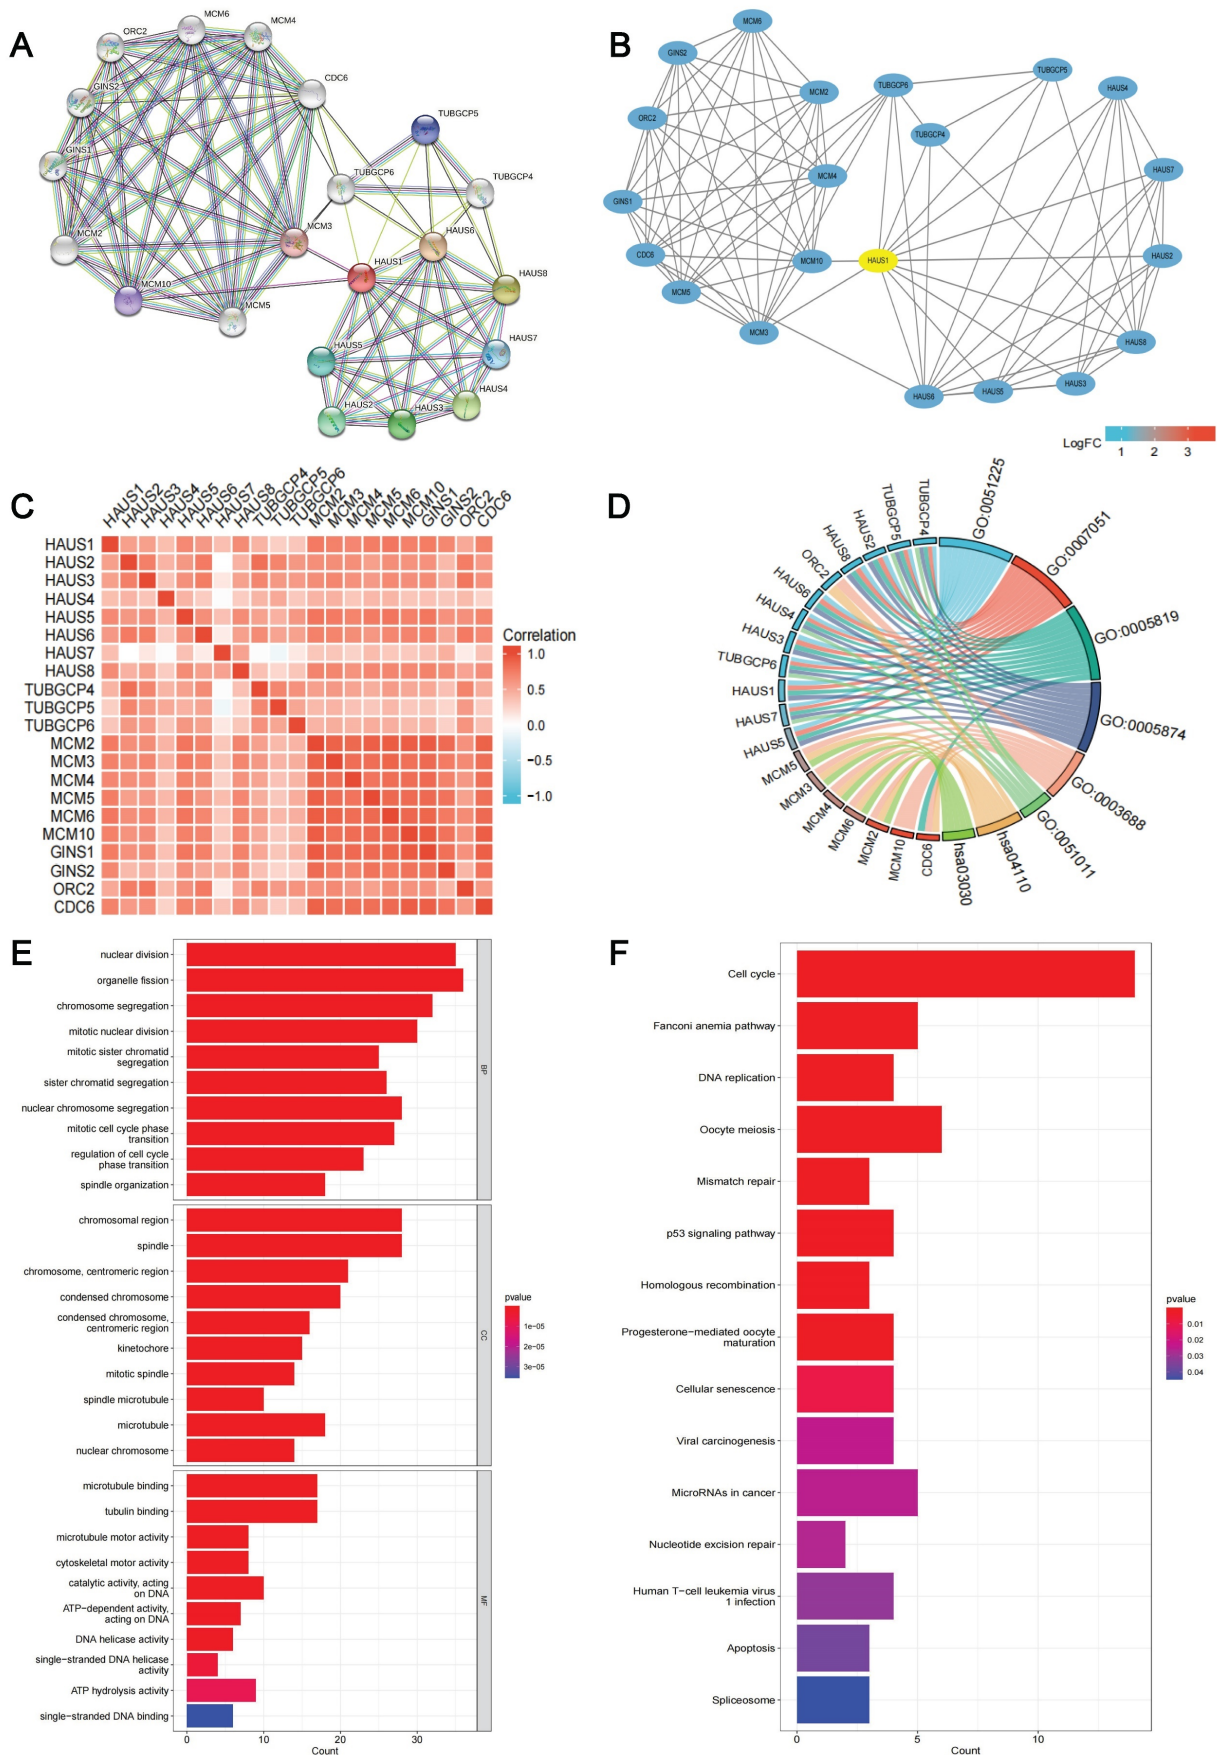 A
MCM6
MCM4
ORC2
CDC6
GINS2
TUBGCP5
GINS1
TUBGCP6
TUBGCP4
MCM3
HAUS6
MCM2
HAUS1
HAUS8
MCM10
MCM5
HAUS7
HAUS5
HAUS4
HAUS2
HAUS3
B
MCM6
GINS2
TUBGCP5
TUBGCP6
HAUS4
MCM2
ORC2
TUBGCP4
HAUS7
MCM4
GINS1
CDC6
MCM10
HAUS1
HAUS2
MCM5
MCM3
HAUS8
HAUS3
HAUS5
HAUS6
LogFC
1 2 3
C
HAUS1
HAUS2
HAUS3
HAUS4
HAUS5
HAUS6
HAUS7
HAUS8
TUBGCP4
TUBGCP5
TUBGCP6
MCM2
MCM3
MCM4
MCM5
MCM6
MCM10
GINS1
GINS2
ORC2
CDC6
HAUS1
HAUS2
HAUS3
HAUS4
HAUS5
HAUS6
HAUS7
HAUS8
TUBGCP4
TUBGCP5
TUBGCP6
MCM2
MCM3
MCM4
MCM5
MCM6
MCM10
GINS1
GINS2
ORC2
CDC6
Correlation
1.0
0.5
0.0
−0.5
−1.0
D
GO:0051225
GO:0007051
GO:0005819
GO:0005874
GO:0003688
GO:0051011
hsa04110
hsa03030
CDC6
MCM10
MCM2
MCM6
MCM4
MCM3
MCM5
HAUS5
HAUS7
HAUS1
TUBGCP6
HAUS3
HAUS4
HAUS6
ORC2
HAUS8
HAUS2
TUBGCP5
TUBGCP4
E
nuclear division
organelle fission
chromosome segregation
mitotic nuclear division
mitotic sister chromatid
segregation
sister chromatid segregation
nuclear chromosome segregation
mitotic cell cycle phase
transition
regulation of cell cycle
phase transition
spindle organization
BP
chromosomal region
spindle
chromosome, centromeric region
condensed chromosome
condensed chromosome,
centromeric region
kinetochore
mitotic spindle
spindle microtubule
microtubule
nuclear chromosome
CC
microtubule binding
tubulin binding
microtubule motor activity
cytoskeletal motor activity
catalytic activity, acting
on DNA
ATP−dependent activity,
acting on DNA
DNA helicase activity
single−stranded DNA helicase
activity
ATP hydrolysis activity
single−stranded DNA binding
MF
0 10 20 30
Count
pvalue
1e−05
2e−05
3e−05
F
Cell cycle
Fanconi anemia pathway
DNA replication
Oocyte meiosis
Mismatch repair
p53 signaling pathway
Homologous recombination
Progesterone−mediated oocyte
maturation
Cellular senescence
Viral carcinogenesis
MicroRNAs in cancer
Nucleotide excision repair
Human T−cell leukemia virus
1 infection
Apoptosis
Spliceosome
0 5 10
Count
pvalue
0.01
0.02
0.03
0.04